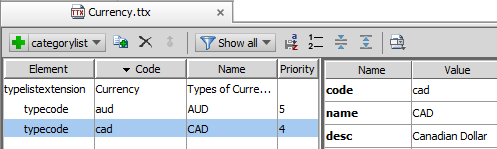 TTX Currency.ttx
categorylist Show all a z
Element Code Name Priority Name Value
typelistextension Currency Types of Curre... code cad
typecode aud AUD 5 name CAD
typecode cad CAD 4 desc Canadian Dollar